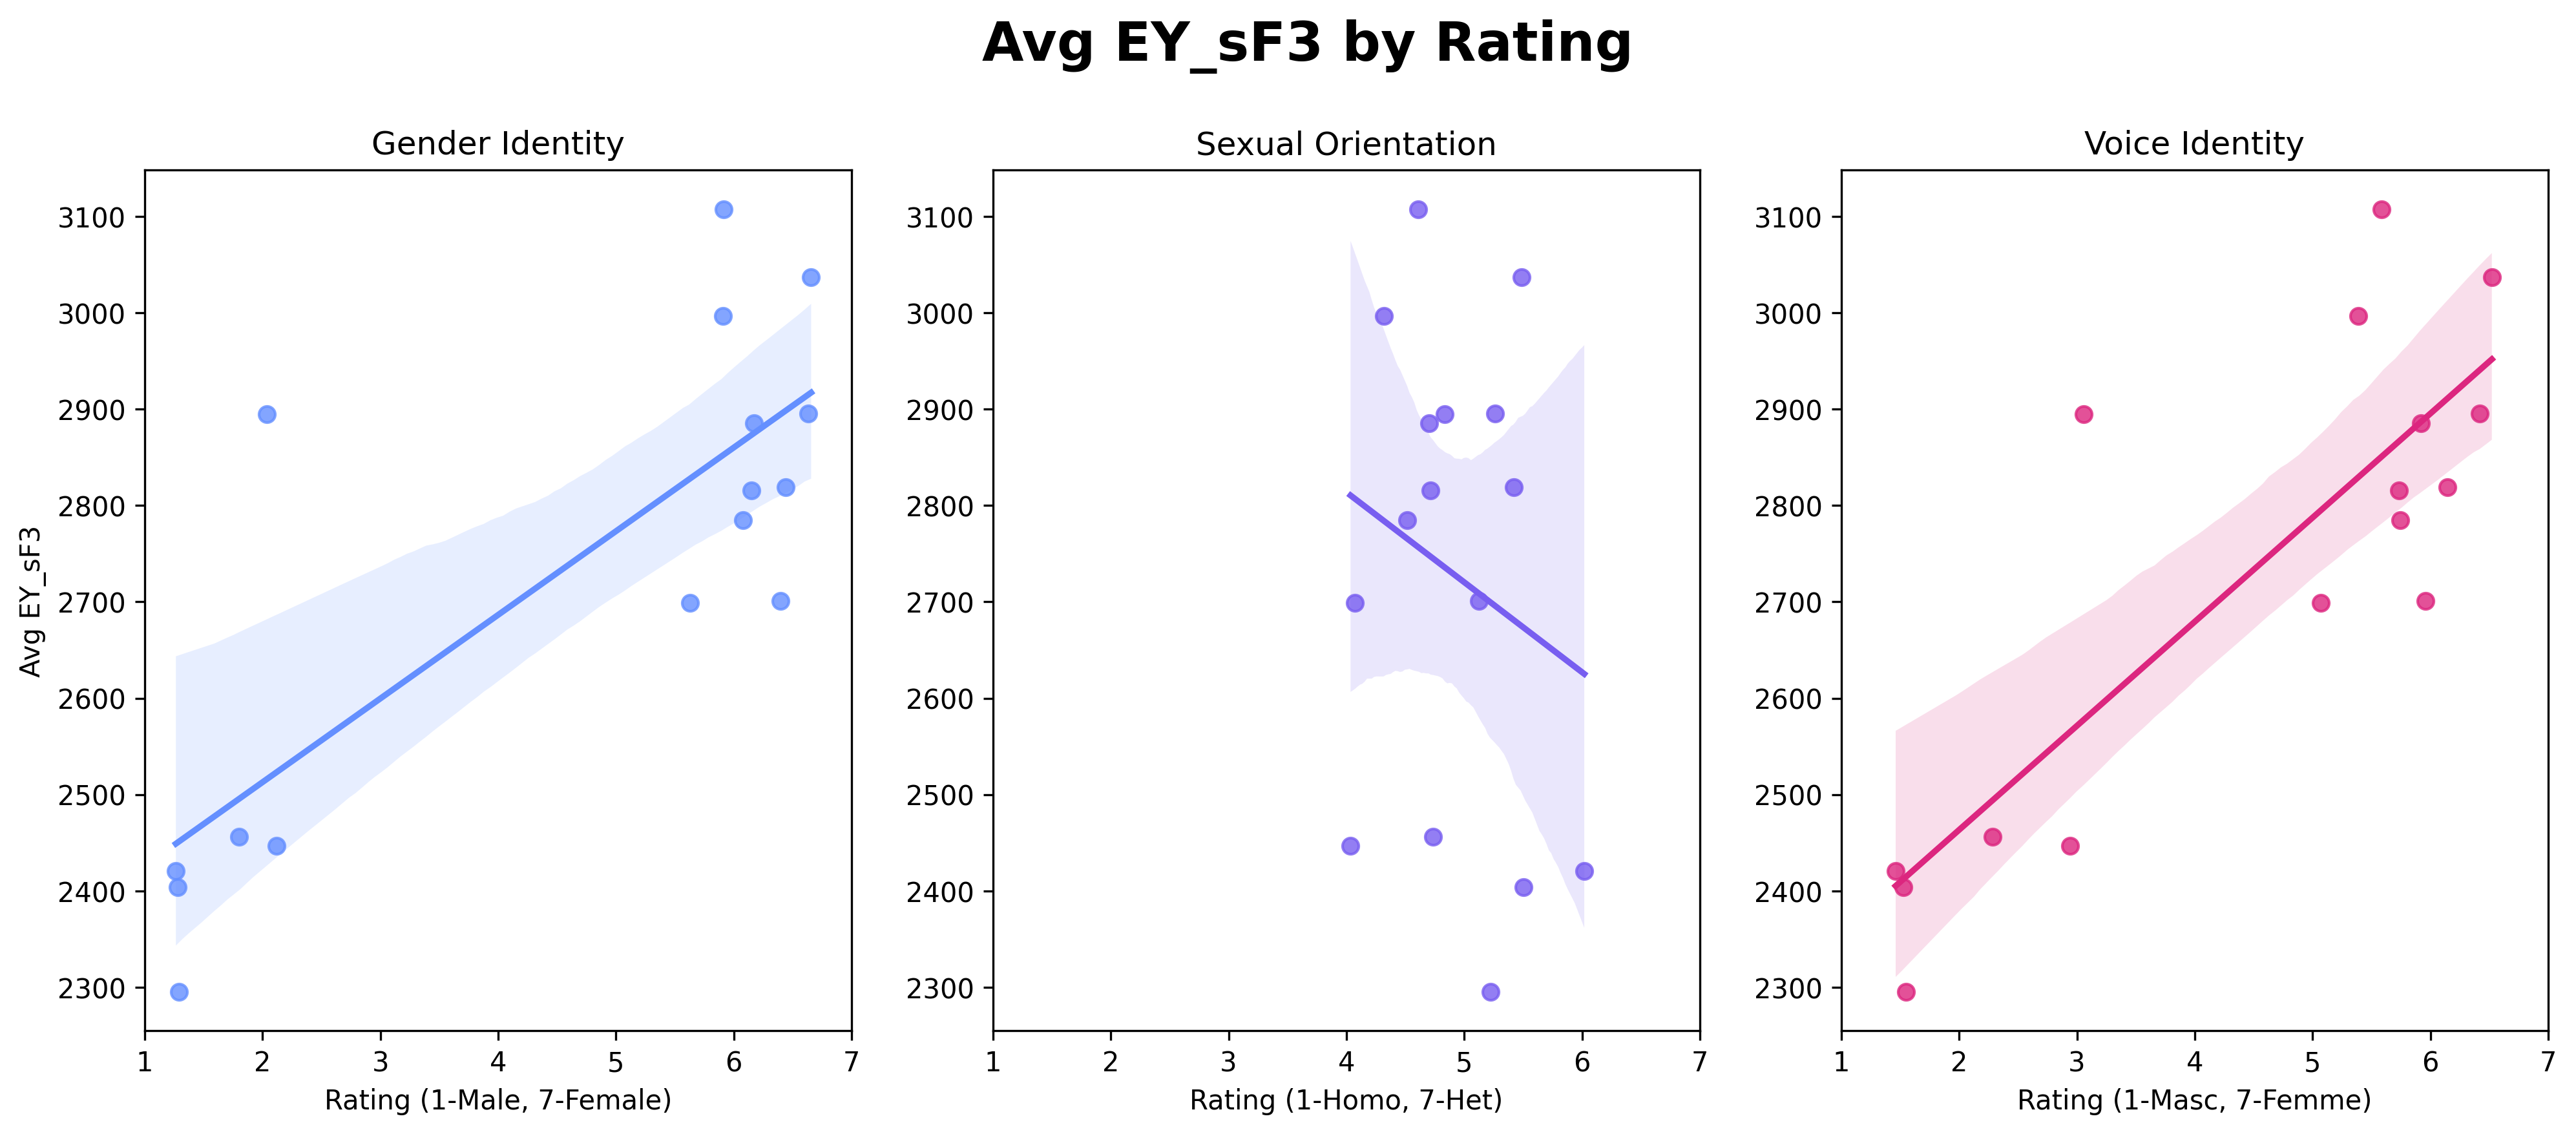 Avg EY_sF3 by Rating
Gender Identity
Avg EY_sF3
3100
3000
2900
2800
2700
2600
2500
2400
2300
1 2 3 4 5 6 7
Rating (1-Male, 7-Female)
Sexual Orientation
3100
3000
2900
2800
2700
2600
2500
2400
2300
1 2 3 4 5 6 7
Rating (1-Homo, 7-Het)
Voice Identity
3100
3000
2900
2800
2700
2600
2500
2400
2300
1 2 3 4 5 6 7
Rating (1-Masc, 7-Femme)